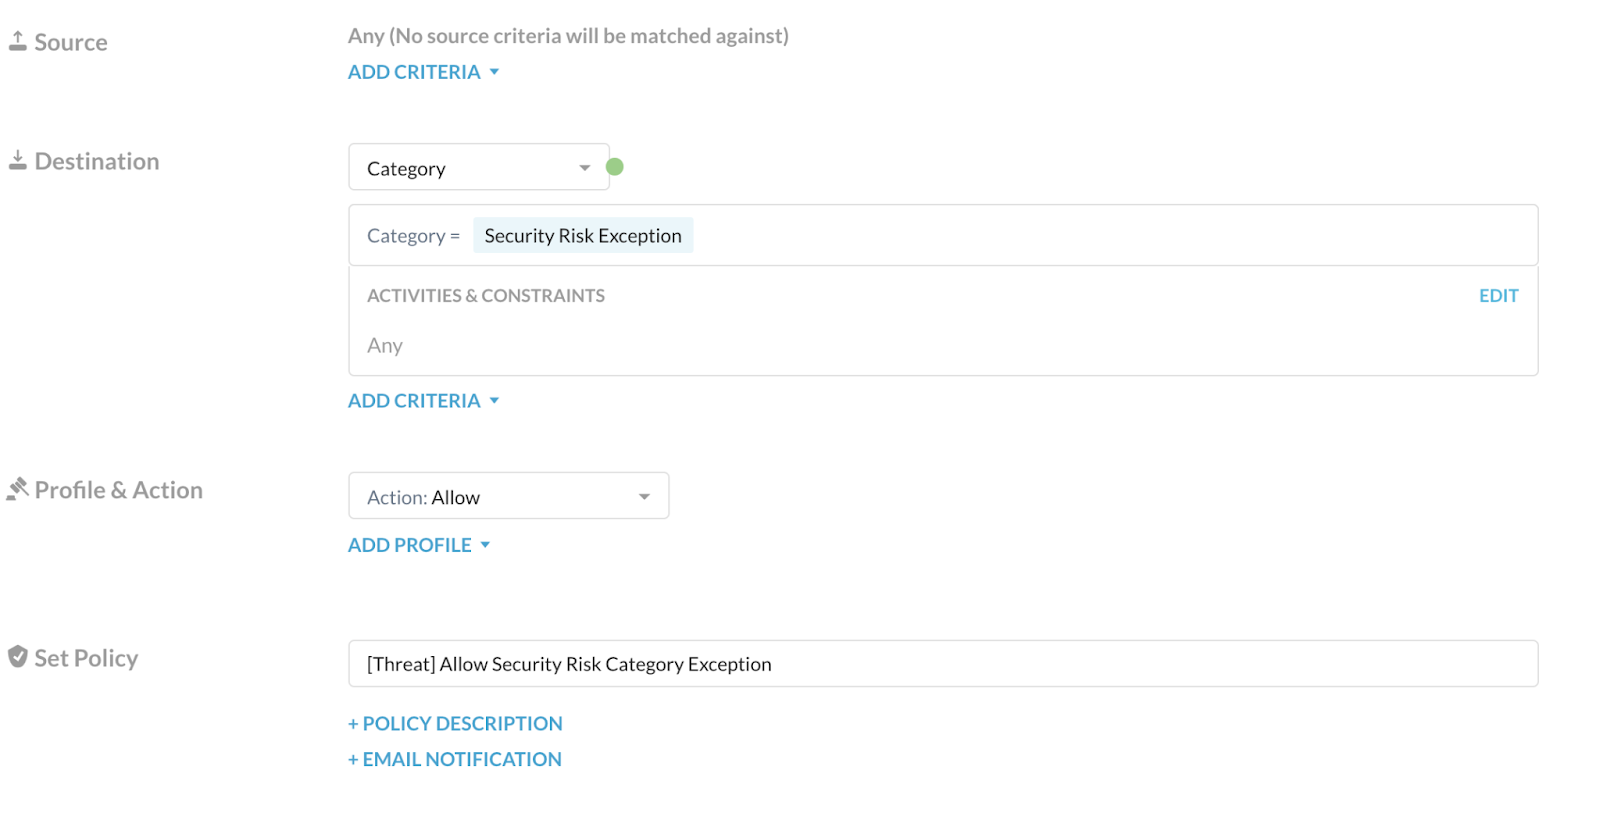 Source
Any (No source criteria will be matched against)
ADD CRITERIA
Destination
Category
Category = Security Risk Exception
ACTIVITIES & CONSTRAINTS EDIT
Any
ADD CRITERIA
Profile & Action
Action: Allow
ADD PROFILE
Set Policy
[Threat] Allow Security Risk Category Exception
+ POLICY DESCRIPTION
+ EMAIL NOTIFICATION